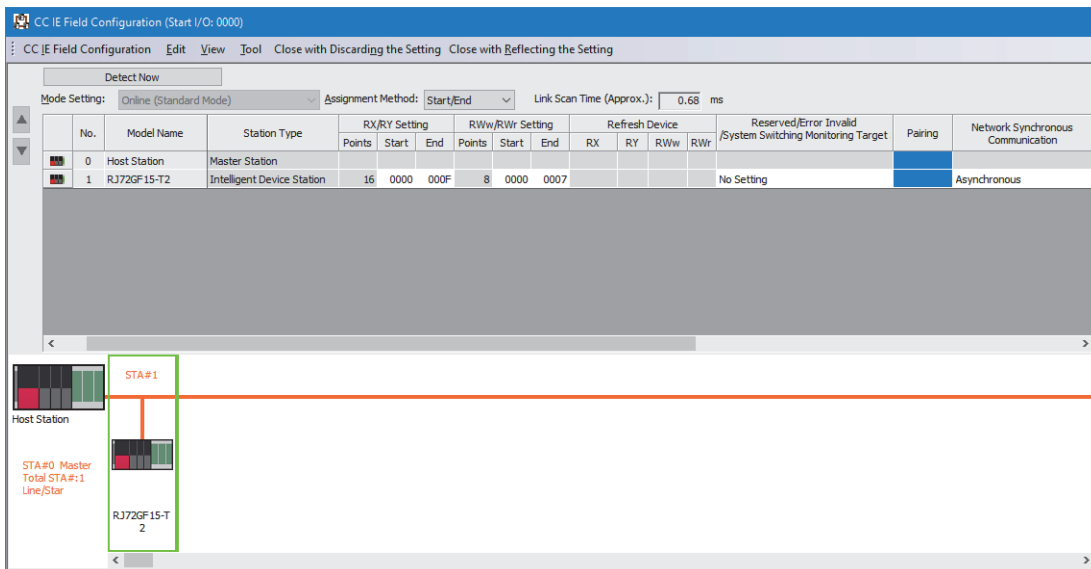 CC IE Field Configuration (Start I/O: 0000)
CC IE Field Configuration Edit View Tool Close with Discarding the Setting Close with Reflecting the Setting
Detect Now
Mode Setting: Online (Standard Mode) Assignment Method: Start/End Link Scan Time (Approx.): 0.68 ms
No. Model Name Station Type RX/RY Setting RWw/RWr Setting Refresh Device Reserved/Error Invalid /System Switching Monitoring Target Pairing Network Synchronous Communication
Points Start End Points Start End RX RY RWw RWr
0 Host Station Master Station
1 RJ72GF15-T2 Intelligent Device Station 16 0000 000F 8 0000 0007 No Setting Asynchronous
STA#1
Host Station
STA#0 Master
Total STA#:1
Line/Star
RJ72GF15-T
2